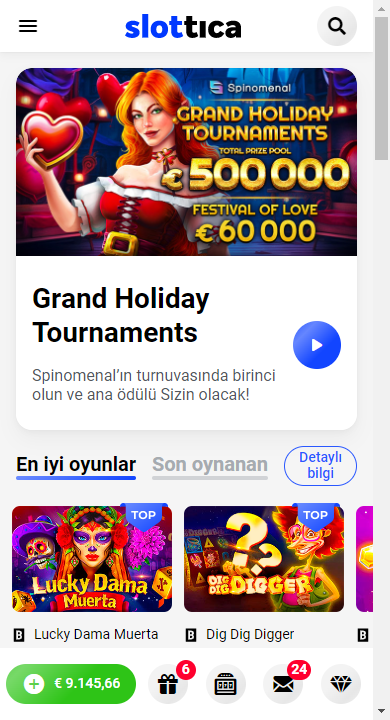 slottica
Spinomenal
GRAND HOLIDAY
TOURNAMENTS
TOTAL PRIZE POOL
€ 500 000
FESTIVAL OF LOVE
€ 60 000
Grand Holiday
Tournaments
Spinomenal’ın turnuvasında birinci
olun ve ana ödülü Sizin olacak!
En iyi oyunlar
Son oynanan
Detaylı
bilgi
TOP
TOP
Lucky Dama
Muerta
DIG DIG
DIGGER
B Lucky Dama Muerta
B Dig Dig Digger
B
€ 9.145,66
6
24